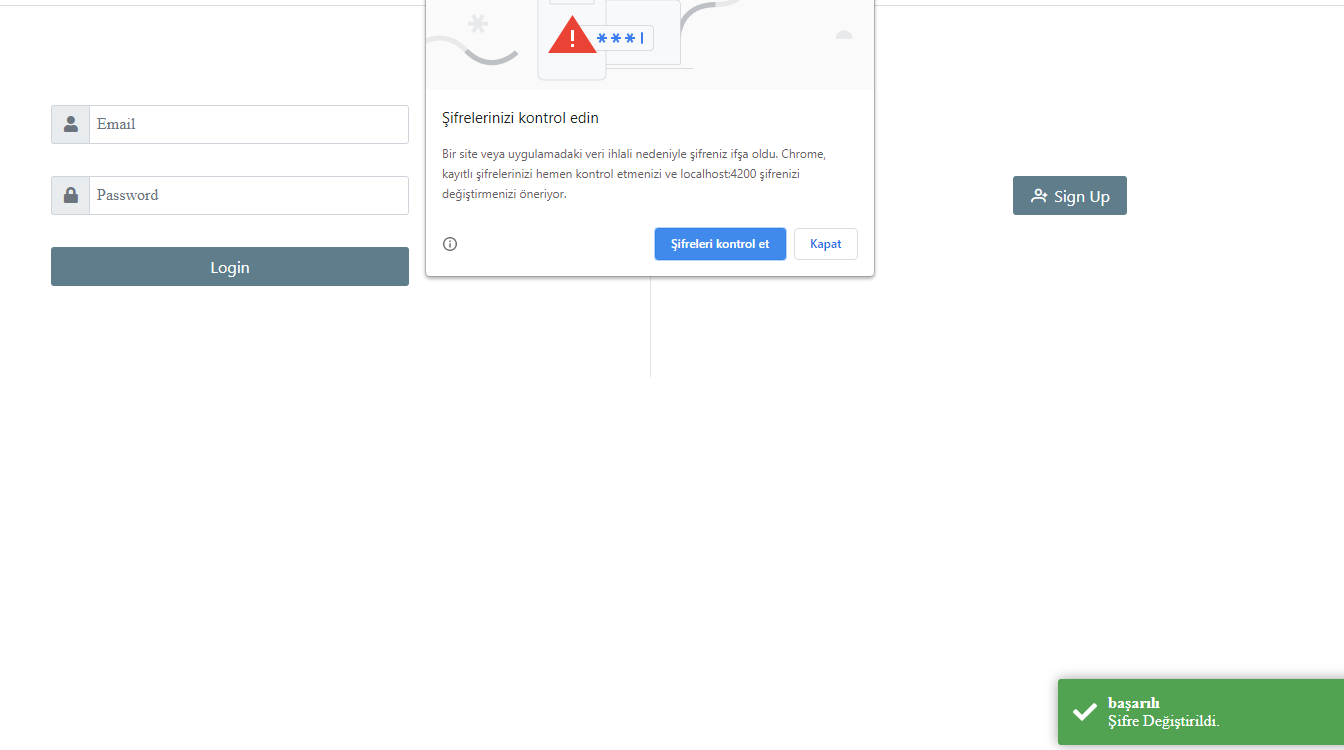 Email
Password
Login
***
Şifrelerinizi kontrol edin
Bir site veya uygulamadaki veri ihlali nedeniyle şifreniz ifşa oldu. Chrome,
kayıtlı şifrelerinizi hemen kontrol etmenizi ve localhost:4200 şifrenizi
değiştirmenizi öneriyor.
Şifreleri kontrol et
Kapat
Sign Up
başarılı
Şifre Değiştirildi.